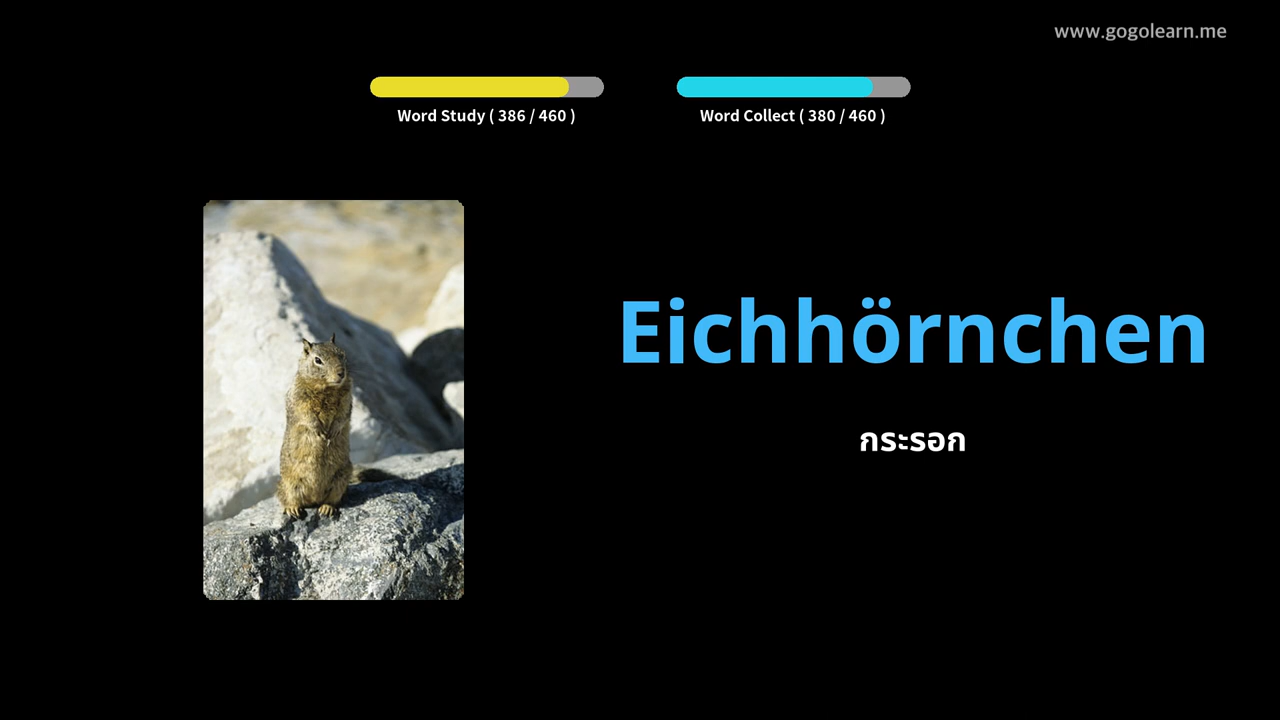 www.gogolearn.me
Word Study ( 386 / 460 )
Word Collect ( 380 / 460 )
Eichhörnchen
กระรอก